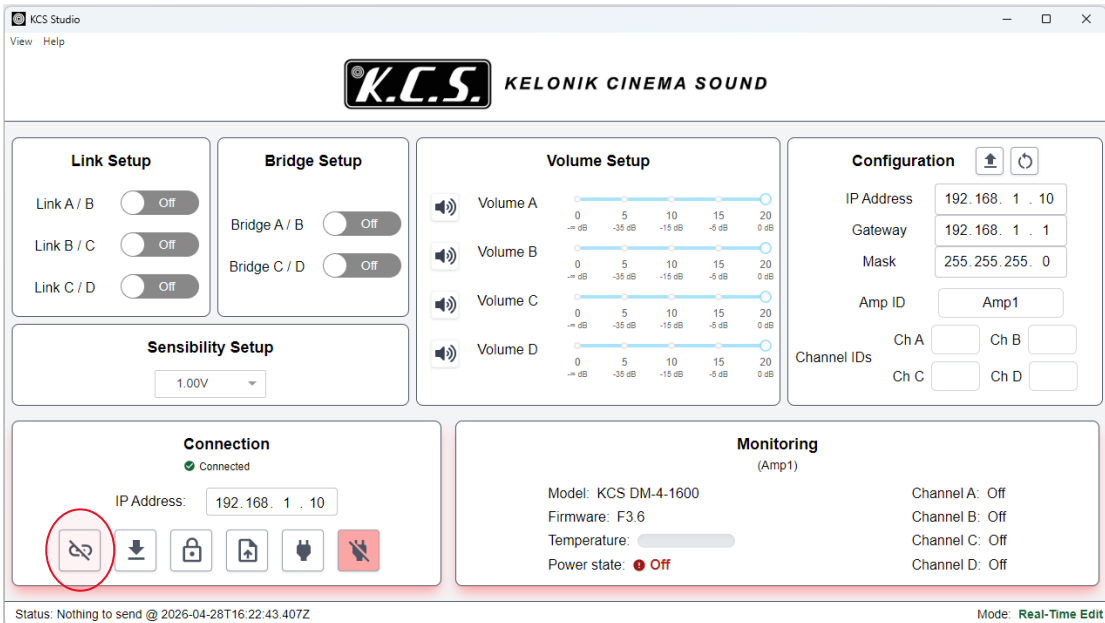 KCS Studio
View Help
K.C.S. KELONIK CINEMA SOUND
Link Setup
Link A / B Off
Link B / C Off
Link C / D Off
Bridge Setup
Bridge A / B Off
Bridge C / D Off
Sensibility Setup
1.00V
Volume Setup
Volume A
0 5 10 15 20
-∞ dB -35 dB -15 dB -5 dB 0 dB
Volume B
0 5 10 15 20
-∞ dB -35 dB -15 dB -5 dB 0 dB
Volume C
0 5 10 15 20
-∞ dB -35 dB -15 dB -5 dB 0 dB
Volume D
0 5 10 15 20
-∞ dB -35 dB -15 dB -5 dB 0 dB
Configuration
IP Address 192.168. 1 . 10
Gateway 192.168. 1 . 1
Mask 255.255.255. 0
Amp ID Amp1
Channel IDs
Ch A Ch B
Ch C Ch D
Connection
Connected
IP Address: 192.168. 1 . 10
Monitoring
(Amp1)
Model: KCS DM-4-1600
Firmware: F3.6
Temperature:
Power state: Off
Channel A: Off
Channel B: Off
Channel C: Off
Channel D: Off
Status: Nothing to send @ 2026-04-28T16:22:43.407Z
Mode: Real-Time Edit